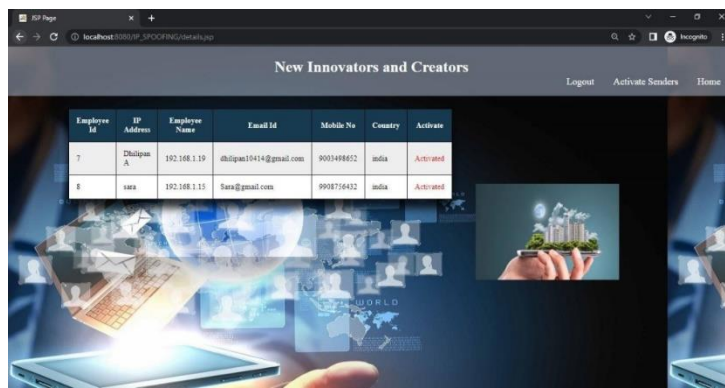 JSP Page
localhost:8080/IP_SPOOFING/details.jsp
Incognito
New Innovators and Creators
Logout Activate Senders Home
Employee Id IP Address Employee Name Email Id Mobile No Country Activate
7 Dhilipan A 192.168.1.19 dhilipan10414@gmail.com 9003498652 india Activated
8 sara 192.168.1.15 Sara@gmail.com 9908756432 india Activated
WORLD